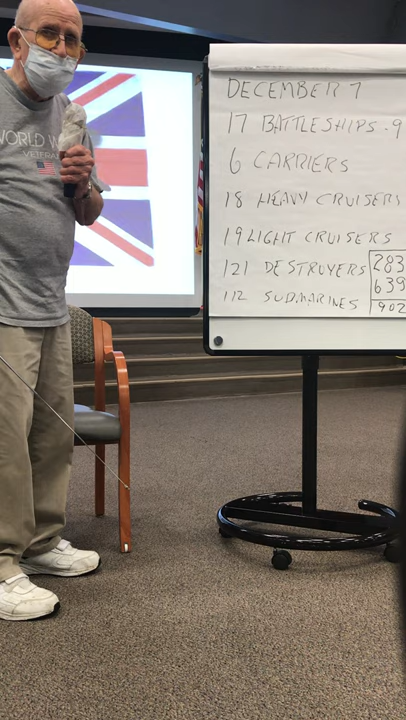 WORLD W
VETERA
DECEMBER 7
17 BATTLESHIPS - 9
6 CARRIERS
18 HEAVY CRUISERS
19 LIGHT CRUISERS
121 DESTROYERS
112 SUBMARINES
283
639
902